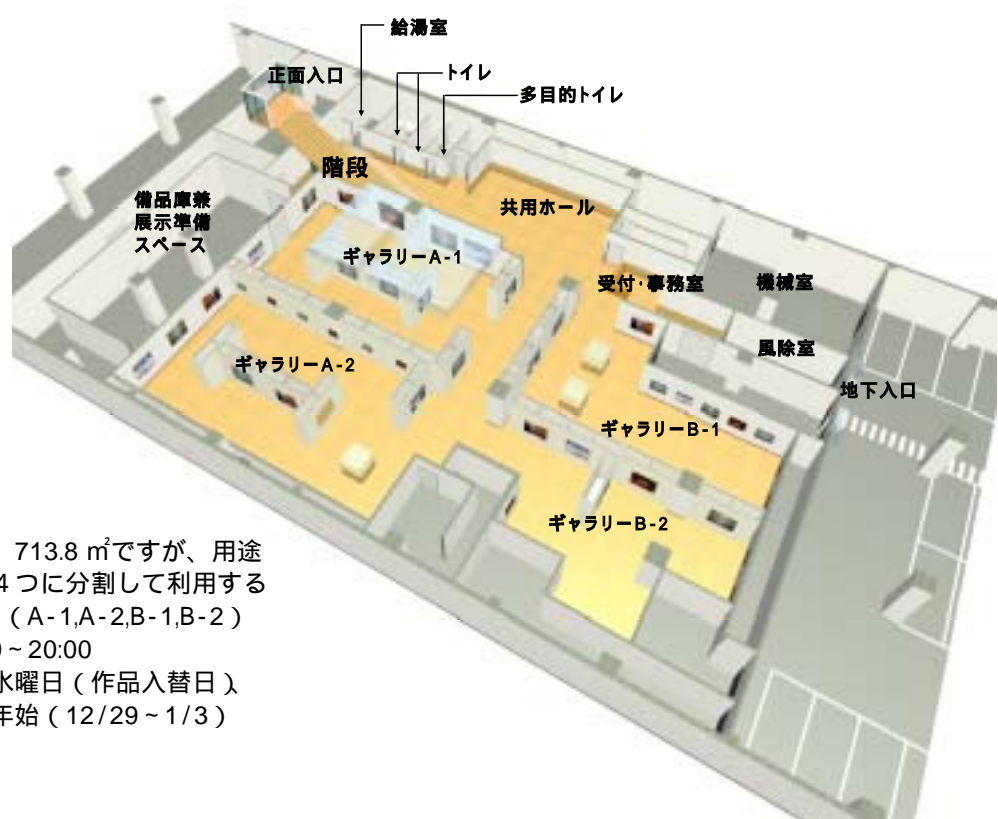 給湯室
正面入口
トイレ
多目的トイレ
階段
備品庫兼
展示準備
スペース
共用ホール
ギャラリーA-1
受付・事務室
機械室
風除室
ギャラリーA-2
地下入口
ギャラリーB-1
ギャラリーB-2
713.8 ㎡ですが、用途
4 つに分割して利用する
（A-1,A-2,B-1,B-2）
～20:00
水曜日（作品入替日）、
年始（12/29～1/3）